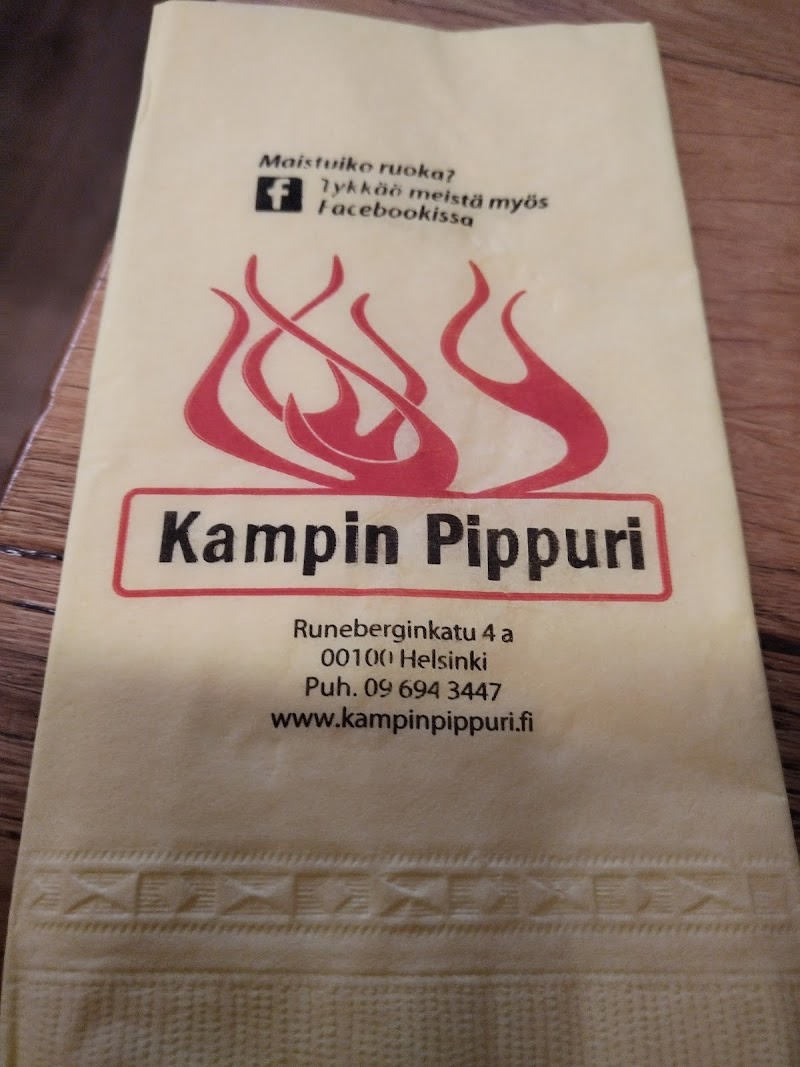 Maistuiko ruoka?
f Tykkää meistä myös
Facebookissa
Kampin Pippuri
Runeberginkatu 4 a
00100 Helsinki
Puh. 09 694 3447
www.kampinpippuri.fi